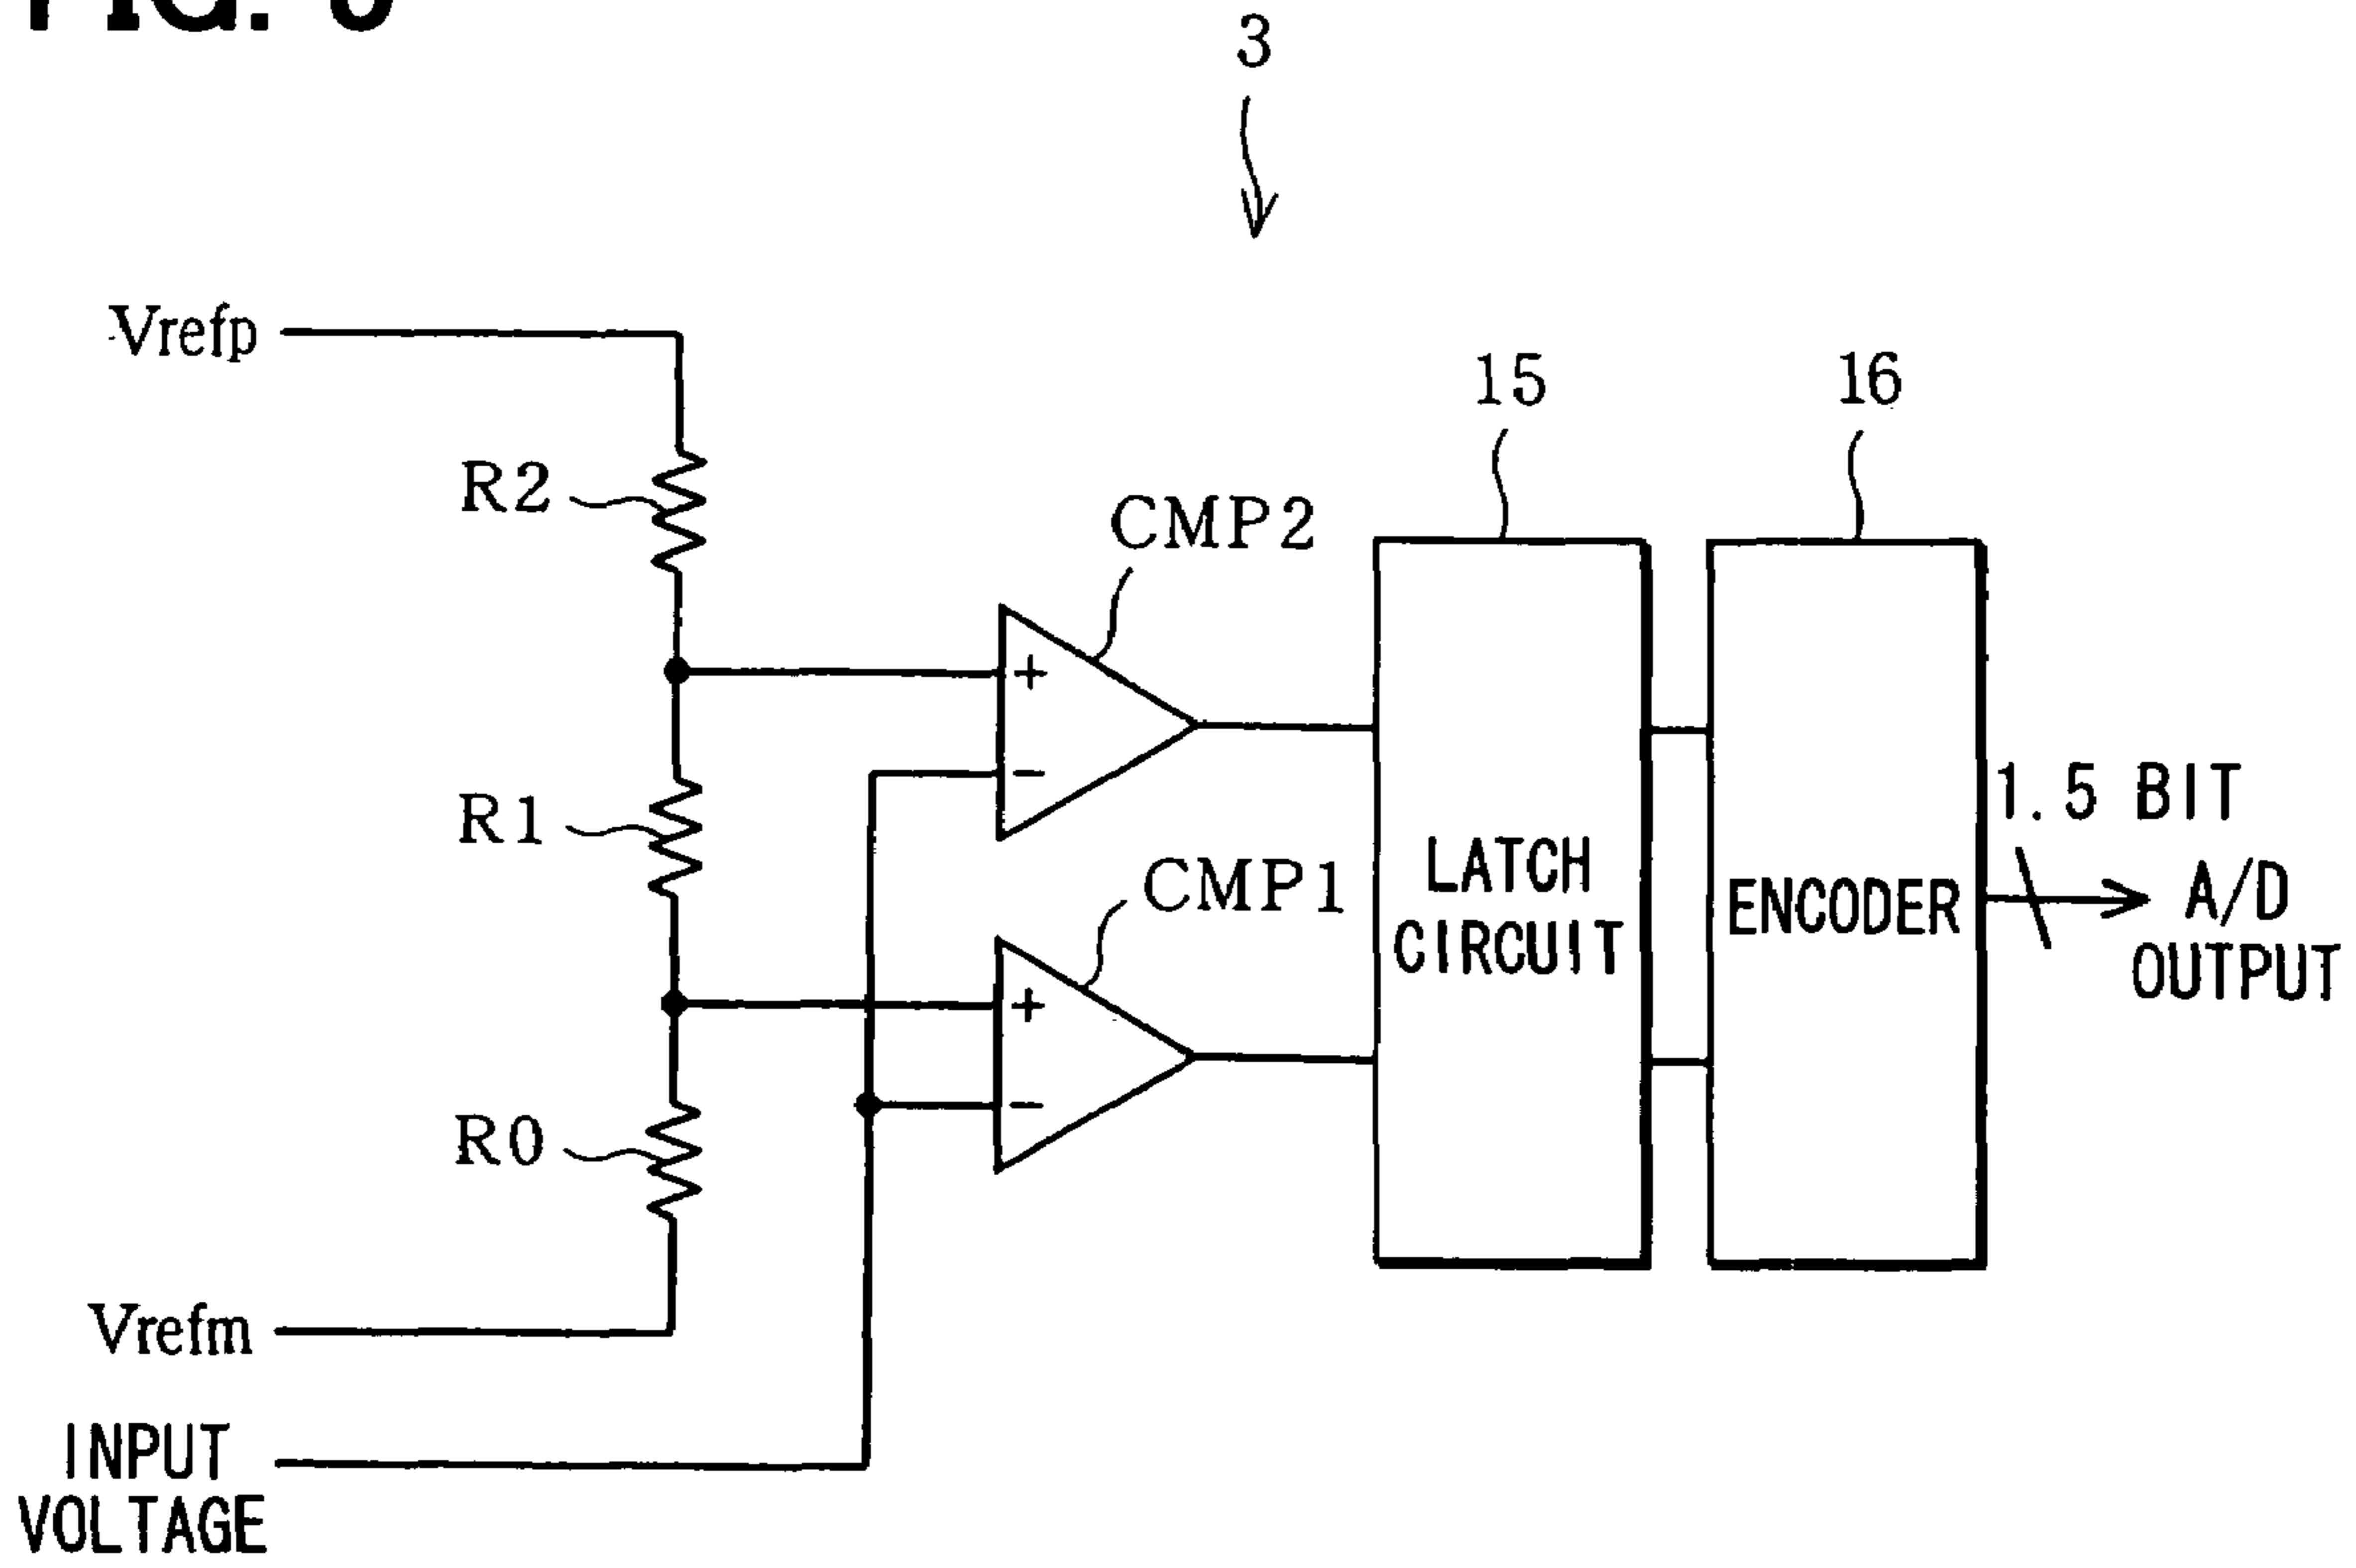 3
Vrefp
15
16
R2
CMP2
1.5 BIT
R1
LATCH
CIRCUIT
CMP1
ENCODER
A/D
OUTPUT
+
−
+
−
R0
Vrefm
INPUT
VOLTAGE